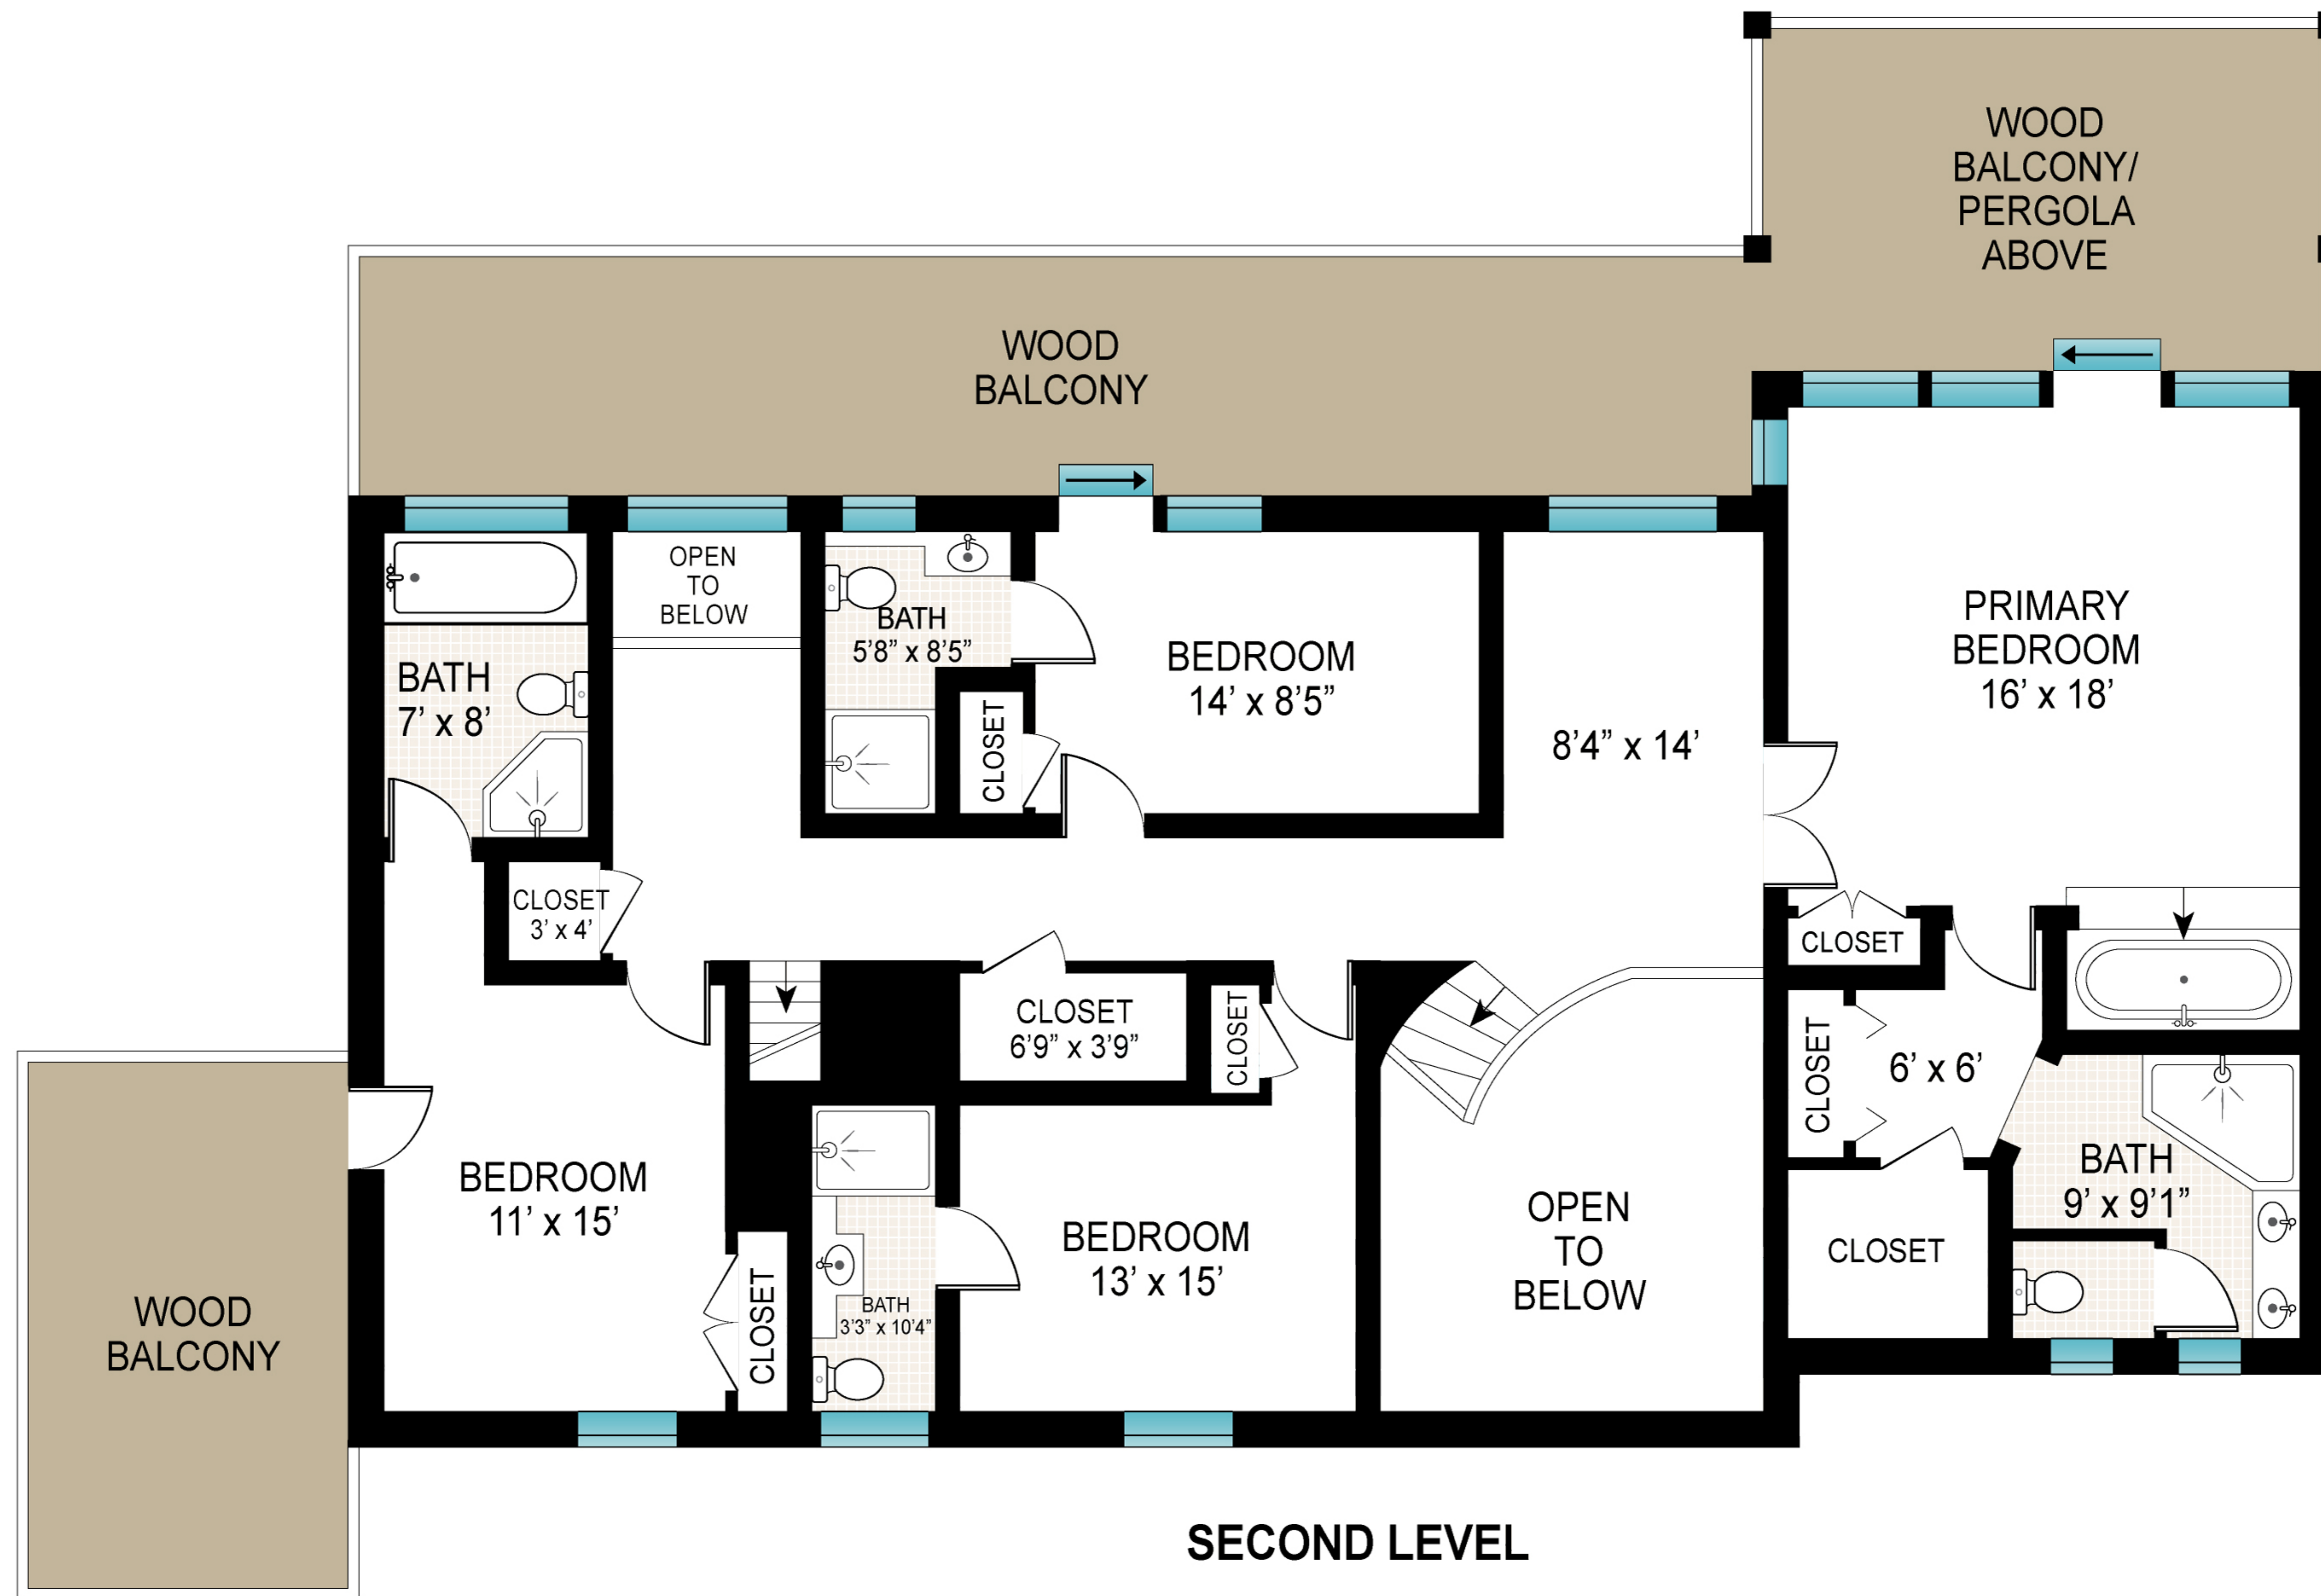 WOOD
BALCONY/
PERGOLA
ABOVE
WOOD
BALCONY
OPEN
TO
BELOW
BATH
5'8” x 8'5”
BEDROOM
14’ x 8'5”
PRIMARY
BEDROOM
16’ x 18’
BATH
7’ x 8’
CLOSET
8'4” x 14’
CLOSET
3’ x 4’
CLOSET
CLOSET
6'9” x 3'9”
CLOSET
CLOSET
6’ x 6’
BEDROOM
11’ x 15’
BATH
9’ x 9'1”
OPEN
TO
BELOW
BEDROOM
13’ x 15’
CLOSET
WOOD
BALCONY
CLOSET
BATH
3'3” x 10'4”
SECOND LEVEL